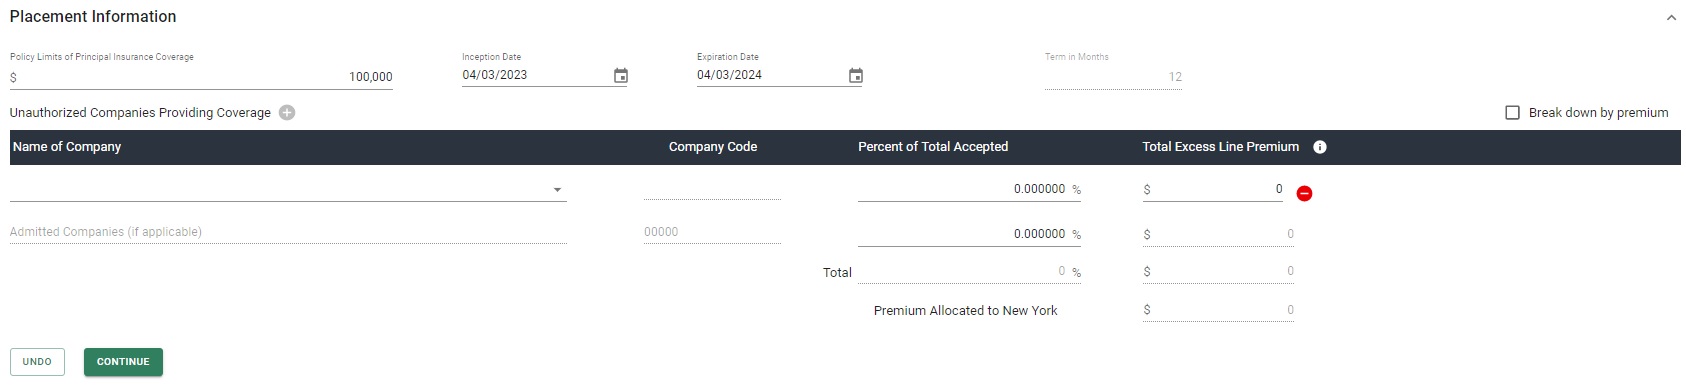 Placement Information
Policy Limits of Principal Insurance Coverage Inception Date Expiration Date Term in Months
$ 100,000 04/03/2023 04/03/2024 12
Unauthorized Companies Providing Coverage Break down by premium
Name of Company Company Code Percent of Total Accepted Total Excess Line Premium
0.000000 % $ 0
Admitted Companies (if applicable) 00000 0.000000 % $ 0
Total 0 % $ 0
Premium Allocated to New York $ 0
UNDO CONTINUE